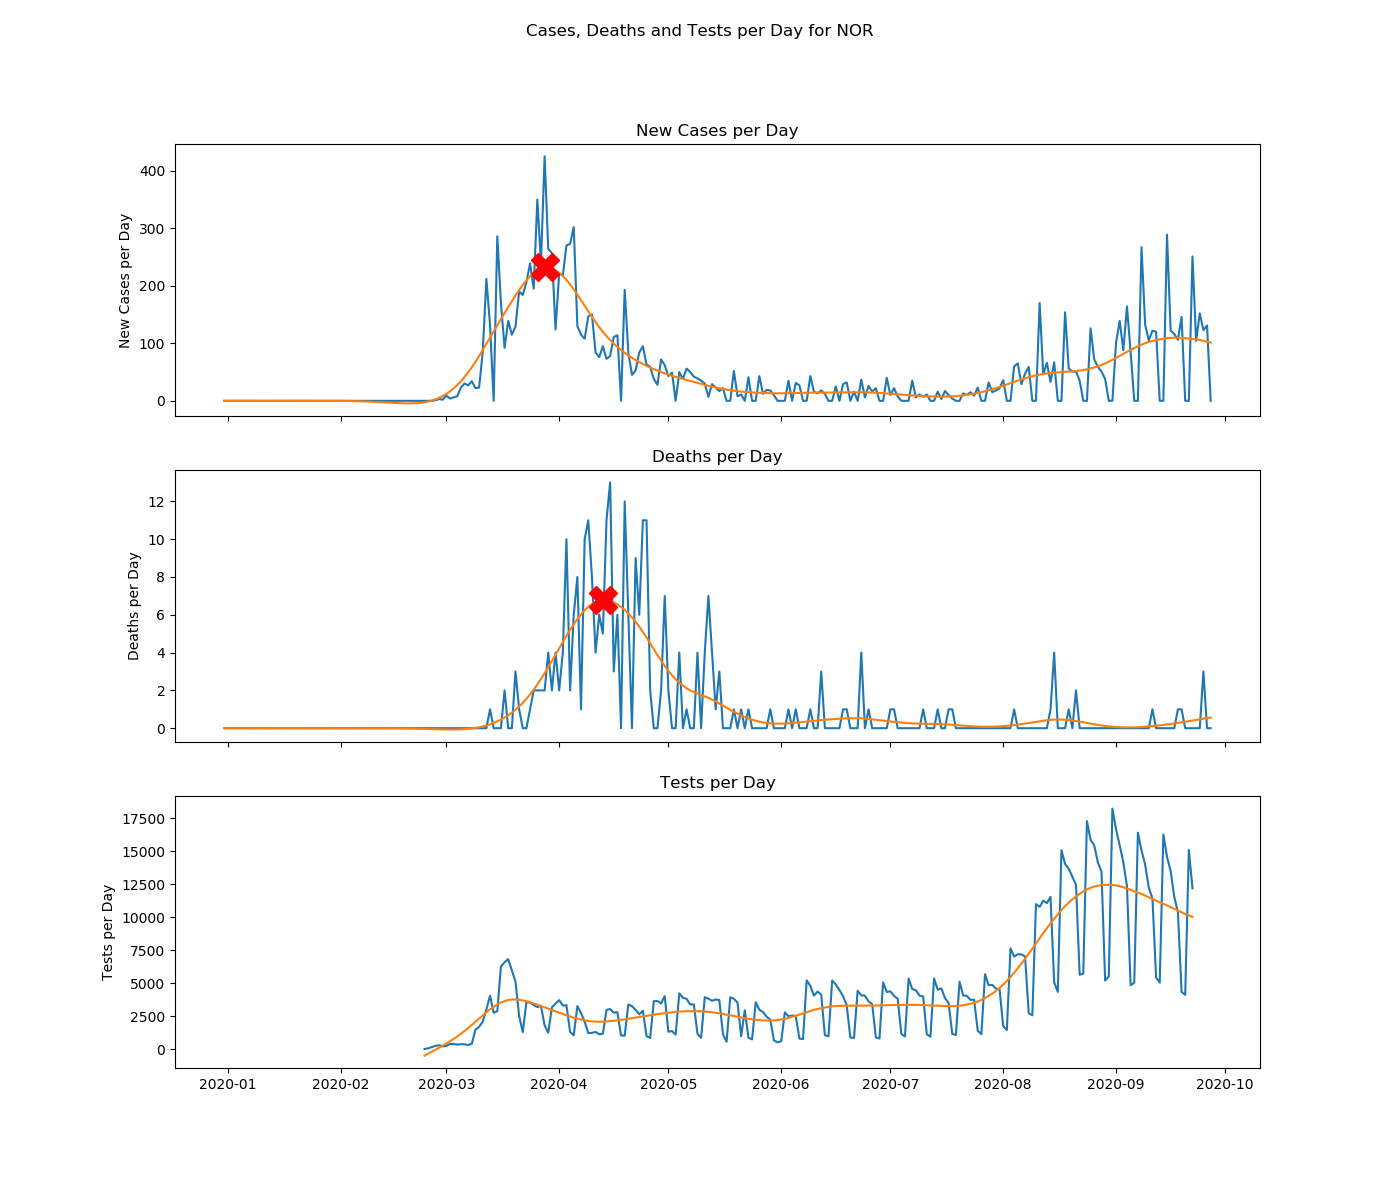 Cases, Deaths and Tests per Day for NOR
New Cases per Day
400
300
200
100
0
New Cases per Day
Deaths per Day
12
10
8
6
4
2
0
Deaths per Day
Tests per Day
17500
15000
12500
10000
7500
5000
2500
0
Tests per Day
2020-01 2020-02 2020-03 2020-04 2020-05 2020-06 2020-07 2020-08 2020-09 2020-10